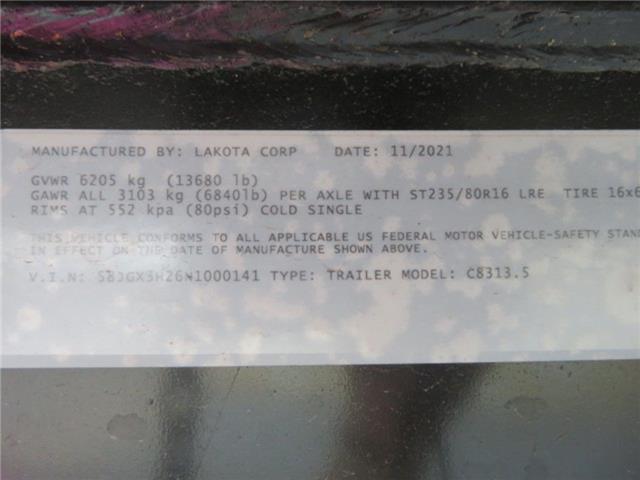 MANUFACTURED BY: LAKOTA CORP DATE: 11/2021
GVWR 6205 kg (13680 lb)
GAWR ALL 3103 kg (6840lb) PER AXLE WITH ST235/80R16 LRE TIRE 16x6
RIMS AT 552 kpa (80psi) COLD SINGLE
THIS VEHICLE CONFORMS TO ALL APPLICABLE US FEDERAL MOTOR VEHICLE-SAFETY STAN
IN EFFECT ON THE DATE OF MANUFACTURE SHOWN ABOVE.
V.I.N: TYPE: TRAILER MODEL: C8313.5